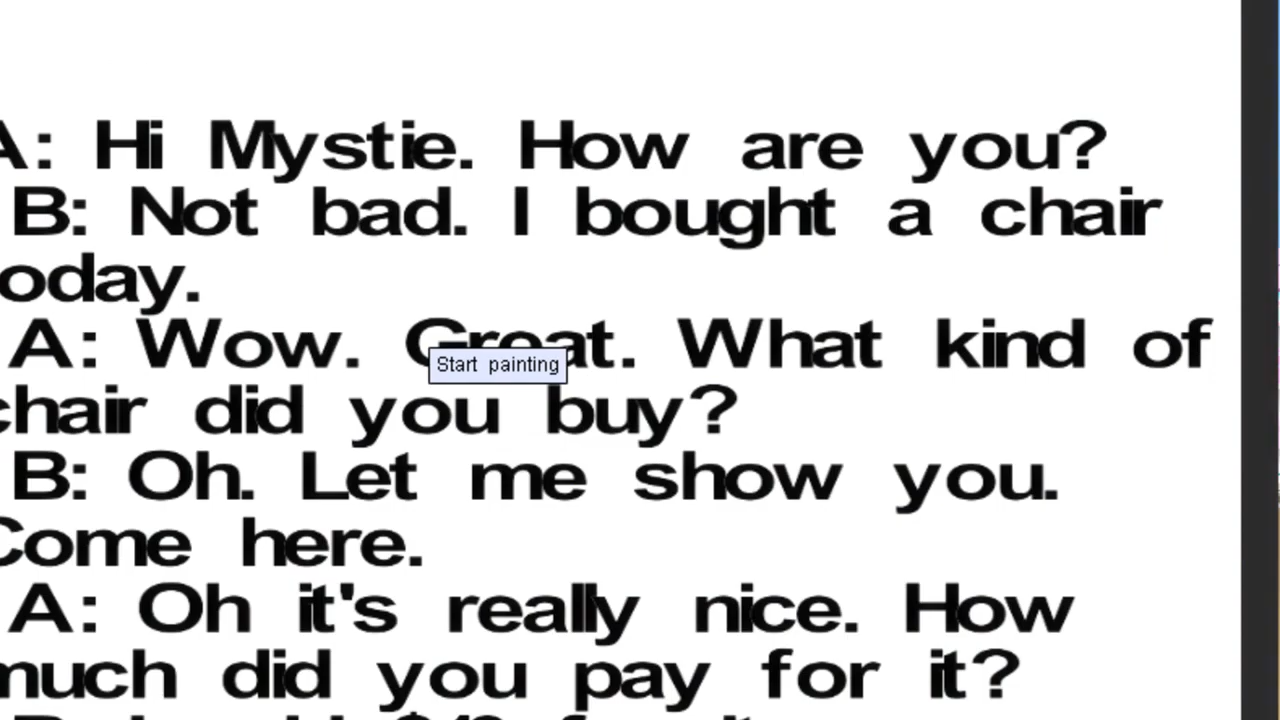 A: Hi Mystie. How are you?
B: Not bad. I bought a chair
oday.
A: Wow. Great. What kind of
Start painting
chair did you buy?
B: Oh. Let me show you.
Come here.
A: Oh it's really nice. How
much did you pay for it?